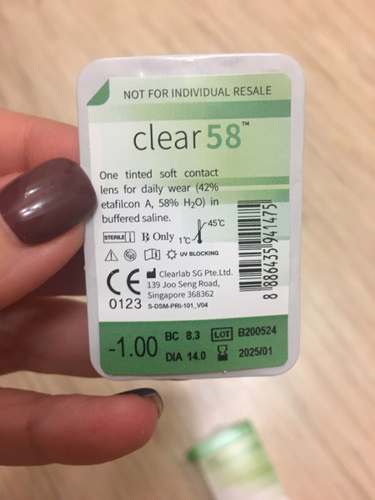 NOT FOR INDIVIDUAL RESALE
clear58™
One tinted soft contact
lens for daily wear (42%
etafilcon A, 58% H₂O) in
buffered saline.
STERILE
℞ Only 1℃ 45℃
UV BLOCKING
CE Clearlab SG Pte.Ltd.
139 Joo Seng Road,
Singapore 368362
0123 S-DSM-PRI-101_V04
8 886435 941475
-1.00 BC 8.3 LOT B200524
DIA 14.0 2025/01